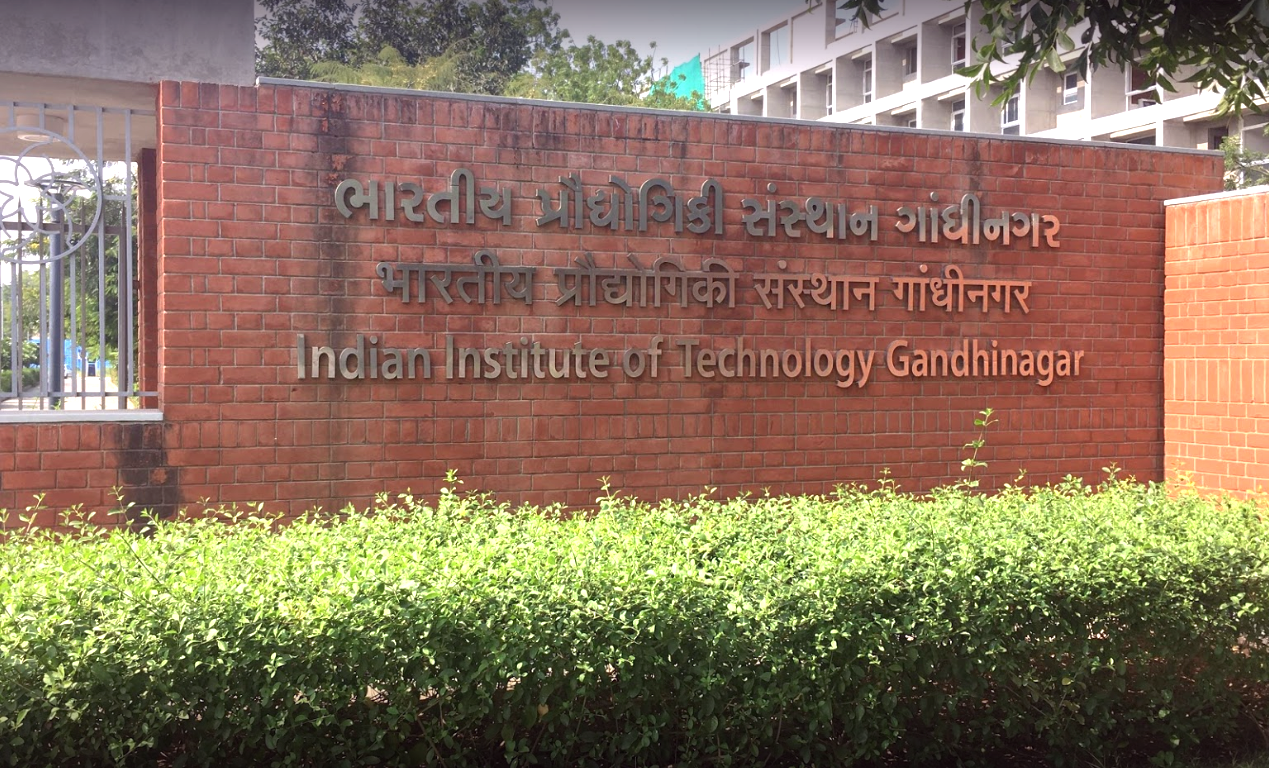 ભારતીય પ્રૌદ્યોગિકી સંસ્થાન ગાંધીનગર
भारतीय प्रौद्योगिकी संस्थान गांधीनगर
Indian Institute of Technology Gandhinagar